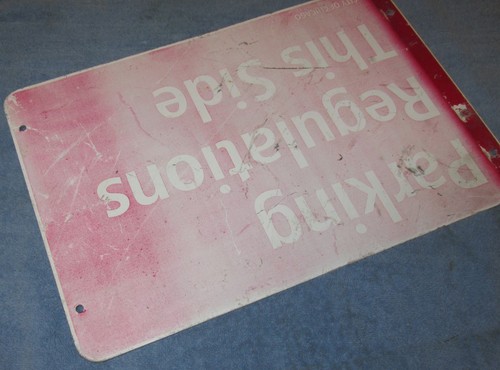 Parking
Regulations
This Side